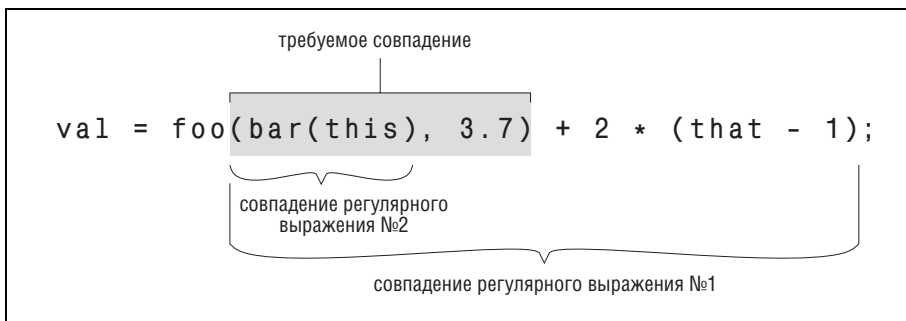 требуемое совпадение
val = foo(bar(this), 3.7) + 2 * (that - 1);
совпадение регулярного
выражения №2
совпадение регулярного выражения №1